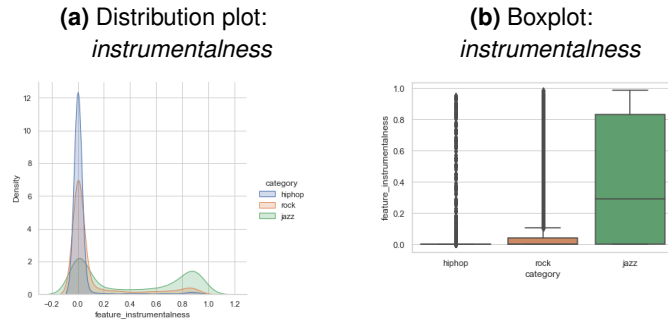 (a) Distribution plot:
instrumentalness
Density
12
10
8
6
4
2
0
−0.2 0.0 0.2 0.4 0.6 0.8 1.0 1.2
feature_instrumentalness
category
hiphop
rock
jazz
(b) Boxplot:
instrumentalness
feature_instrumentalness
1.0
0.8
0.6
0.4
0.2
0.0
hiphop rock jazz
category